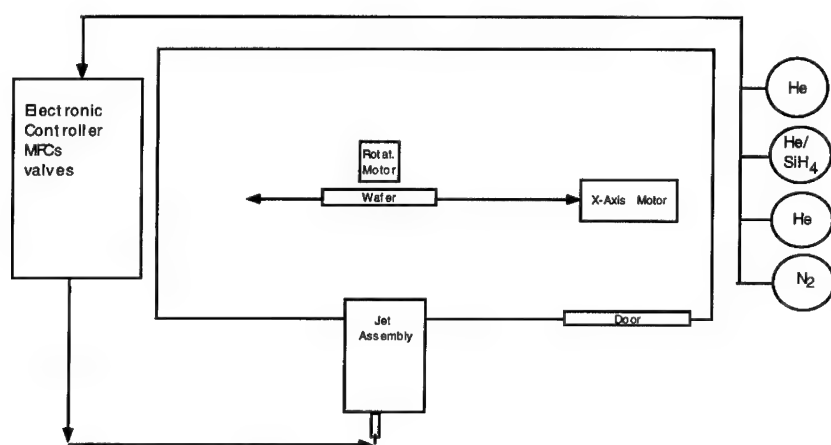 Electronic
Controller
MFCs
valves
Rotat.
Motor
Wafer
X-Axis Motor
Jet
Assembly
Door
He
He/
SiH4
He
N2